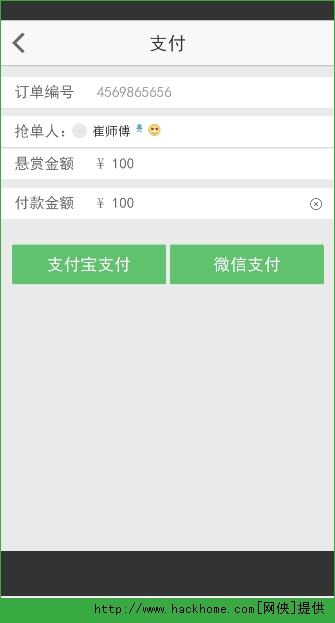 支付
订单编号 4569865656
抢单人： 崔师傅
悬赏金额 ¥ 100
付款金额 ¥ 100
支付宝支付 微信支付
http://www.hackhome.com[网侠]提供